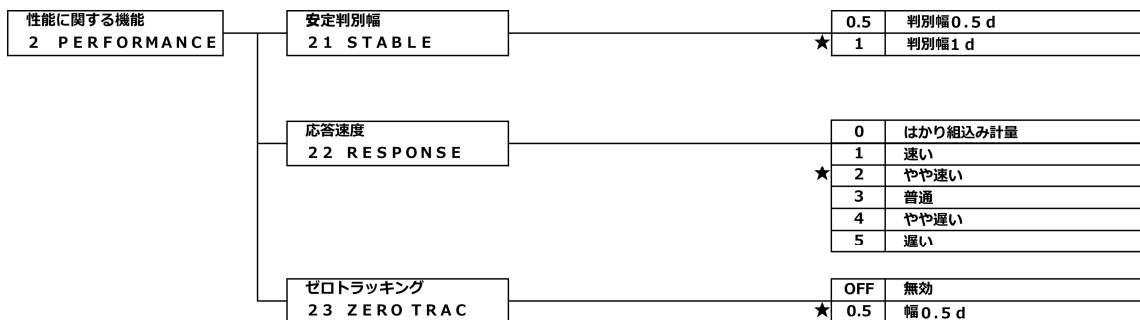 性能に関する機能
2 PERFORMANCE
安定判別幅
21 STABLE
0.5 判別幅0.5d
★ 1 判別幅1d
応答速度
22 RESPONSE
0 はかり組込み計量
1 速い
★ 2 やや速い
3 普通
4 やや遅い
5 遅い
ゼロトラッキング
23 ZERO TRAC
OFF 無効
★ 0.5 幅0.5d